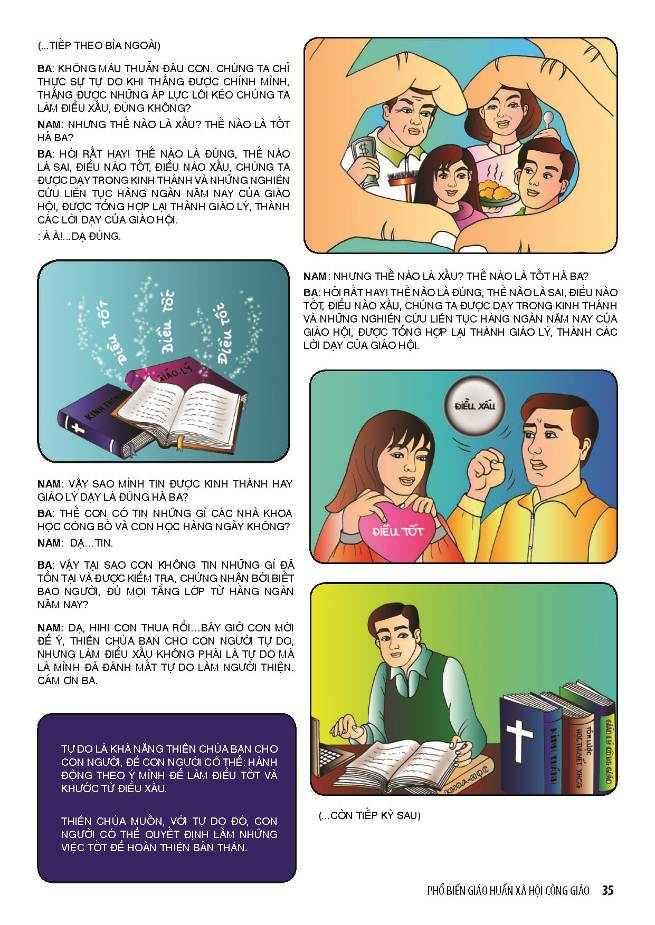 (...TIẾP THEO BÌA NGOÀI)
BA: KHÔNG MÂU THUẪN ĐÂU CON. CHÚNG TA CHỈ
THỰC SỰ TỰ DO KHI THẮNG ĐƯỢC CHÍNH MÌNH,
THẮNG ĐƯỢC NHỮNG ÁP LỰC LÔI KÉO CHÚNG TA
LÀM ĐIỀU XẤU, ĐÚNG KHÔNG?
NAM: NHƯNG THẾ NÀO LÀ XẤU? THẾ NÀO LÀ TỐT
HẢ BA?
BA: HỎI RẤT HAY! THẾ NÀO LÀ ĐÚNG, THẾ NÀO
LÀ SAI, ĐIỀU NÀO TỐT, ĐIỀU NÀO XẤU, CHÚNG TA
ĐƯỢC DẠY TRONG KINH THÁNH VÀ NHỮNG NGHIÊN
CỨU LIÊN TỤC HÀNG NGÀN NĂM NAY CỦA GIÁO
HỘI, ĐƯỢC TỔNG HỢP LẠI THÀNH GIÁO LÝ, THÀNH
CÁC LỜI DẠY CỦA GIÁO HỘI.
: À À!...DẠ ĐÚNG.
ĐIỀU TỐT
ĐIỀU TỐT
ĐIỀU TỐT
GIÁO LÝ
KINH THÁNH
NAM: VẬY SAO MÌNH TIN ĐƯỢC KINH THÁNH HAY
GIÁO LÝ DẠY LÀ ĐÚNG HẢ BA?
BA: THẾ CON CÓ TIN NHỮNG GÌ CÁC NHÀ KHOA
HỌC CÔNG BỐ VÀ CON HỌC HÀNG NGÀY KHÔNG?
NAM: DẠ...TIN.
BA: VẬY TẠI SAO CON KHÔNG TIN NHỮNG GÌ ĐÃ
TỒN TẠI VÀ ĐƯỢC KIỂM TRA, CHỨNG NHẬN BỞI BIẾT
BAO NGƯỜI, ĐỦ MỌI TẦNG LỚP TỪ HÀNG NGÀN
NĂM NAY?
NAM: DẠ, HIHI CON THUA RỒI...BÂY GIỜ CON MỚI
ĐỂ Ý, THIÊN CHÚA BAN CHO CON NGƯỜI TỰ DO,
NHƯNG LÀM ĐIỀU XẤU KHÔNG PHẢI LÀ TỰ DO MÀ
LÀ MÌNH ĐÃ ĐÁNH MẤT TỰ DO LÀM NGƯỜI THIỆN.
CÁM ƠN BA.
TỰ DO LÀ KHẢ NĂNG THIÊN CHÚA BAN CHO
CON NGƯỜI, ĐỂ CON NGƯỜI CÓ THỂ: HÀNH
ĐỘNG THEO Ý MÌNH ĐỂ LÀM ĐIỀU TỐT VÀ
KHƯỚC TỪ ĐIỀU XẤU.
THIÊN CHÚA MUỐN, VỚI TỰ DO ĐÓ, CON
NGƯỜI CÓ THỂ QUYẾT ĐỊNH LÀM NHỮNG
VIỆC TỐT ĐỂ HOÀN THIỆN BẢN THÂN.
NAM: NHƯNG THẾ NÀO LÀ XẤU? THẾ NÀO LÀ TỐT HẢ BA?
BA: HỎI RẤT HAY! THẾ NÀO LÀ ĐÚNG, THẾ NÀO LÀ SAI, ĐIỀU NÀO
TỐT, ĐIỀU NÀO XẤU, CHÚNG TA ĐƯỢC DẠY TRONG KINH THÁNH
VÀ NHỮNG NGHIÊN CỨU LIÊN TỤC HÀNG NGÀN NĂM NAY CỦA
GIÁO HỘI, ĐƯỢC TỔNG HỢP LẠI THÀNH GIÁO LÝ, THÀNH CÁC
LỜI DẠY CỦA GIÁO HỘI.
ĐIỀU XẤU
ĐIỀU TỐT
KHOA HỌC
KINH THÁNH
TÓM LƯỢC
HỌC THUYẾT XHCG
GIÁO LÝ CÔNG GIÁO
(...CÒN TIẾP KỲ SAU)
PHỔ BIẾN GIÁO HUẤN XÃ HỘI CÔNG GIÁO 35